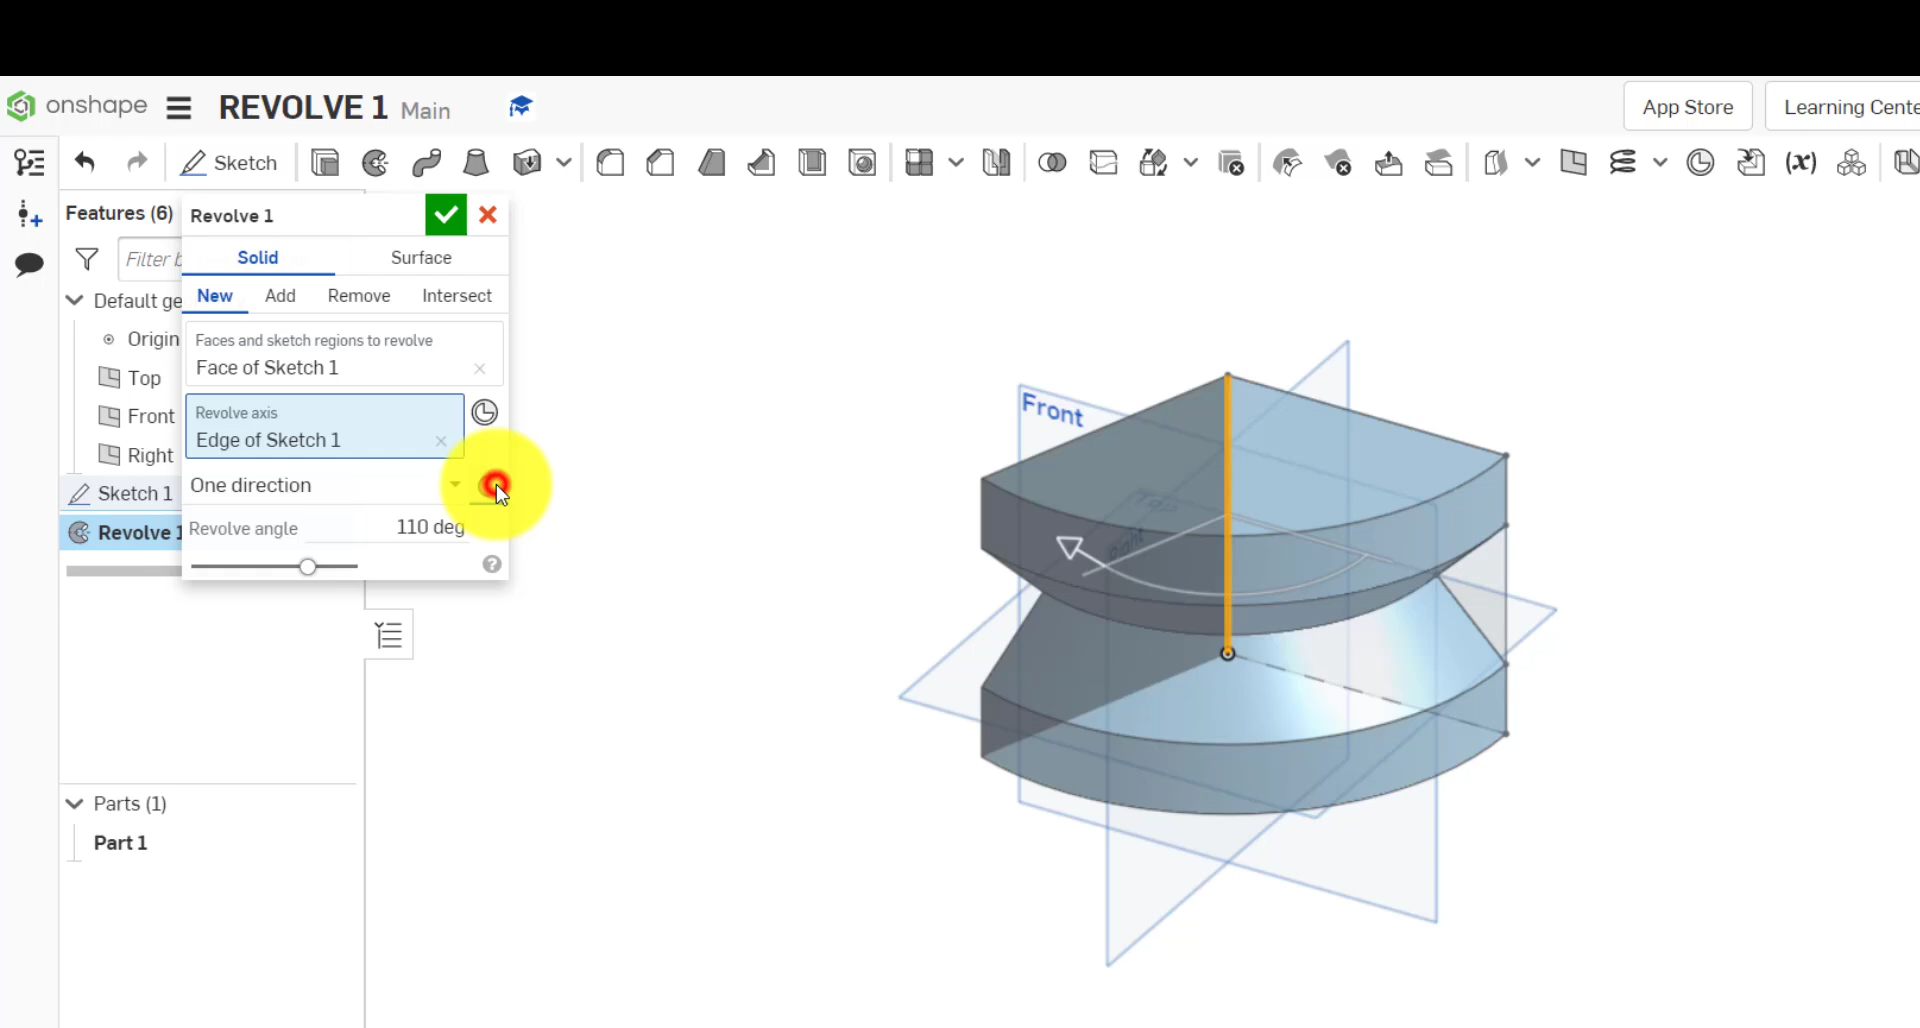 onshape REVOLVE 1 Main
App Store
Learning Cente
Sketch
(x)
Features (6)
Filter b
Default ge
Origin
Top
Front
Right
Sketch 1
Revolve 1
Revolve 1
Solid Surface
New Add Remove Intersect
Faces and sketch regions to revolve
Face of Sketch 1
Revolve axis
Edge of Sketch 1
One direction
Revolve angle 110 deg
Parts (1)
Part 1
Front
Top
Right